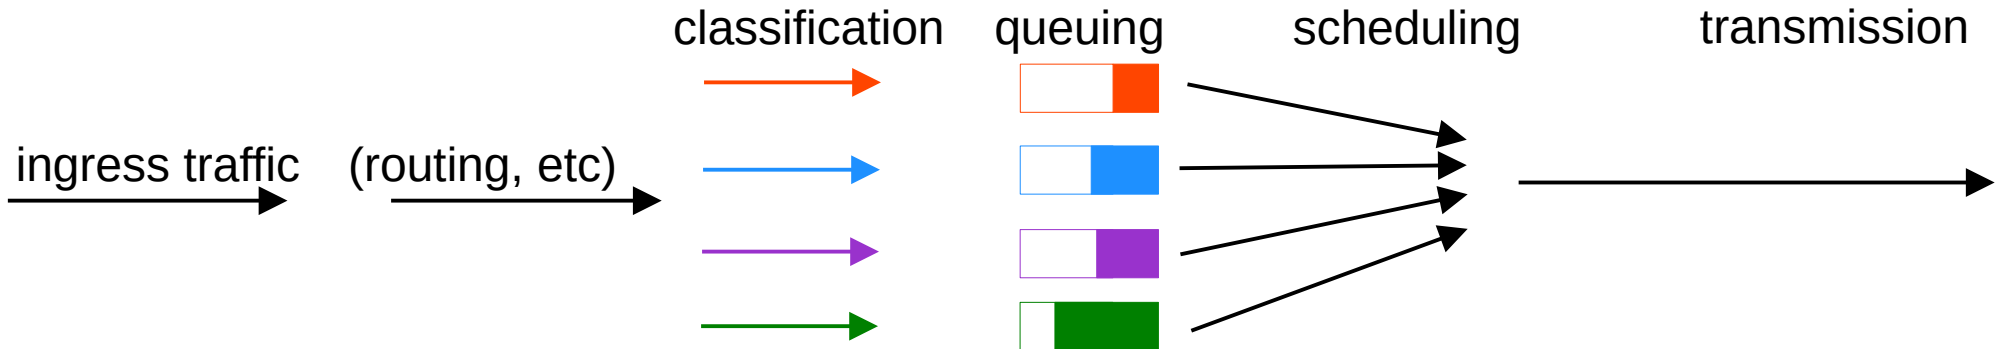 classification queuing scheduling transmission
ingress traffic (routing, etc)